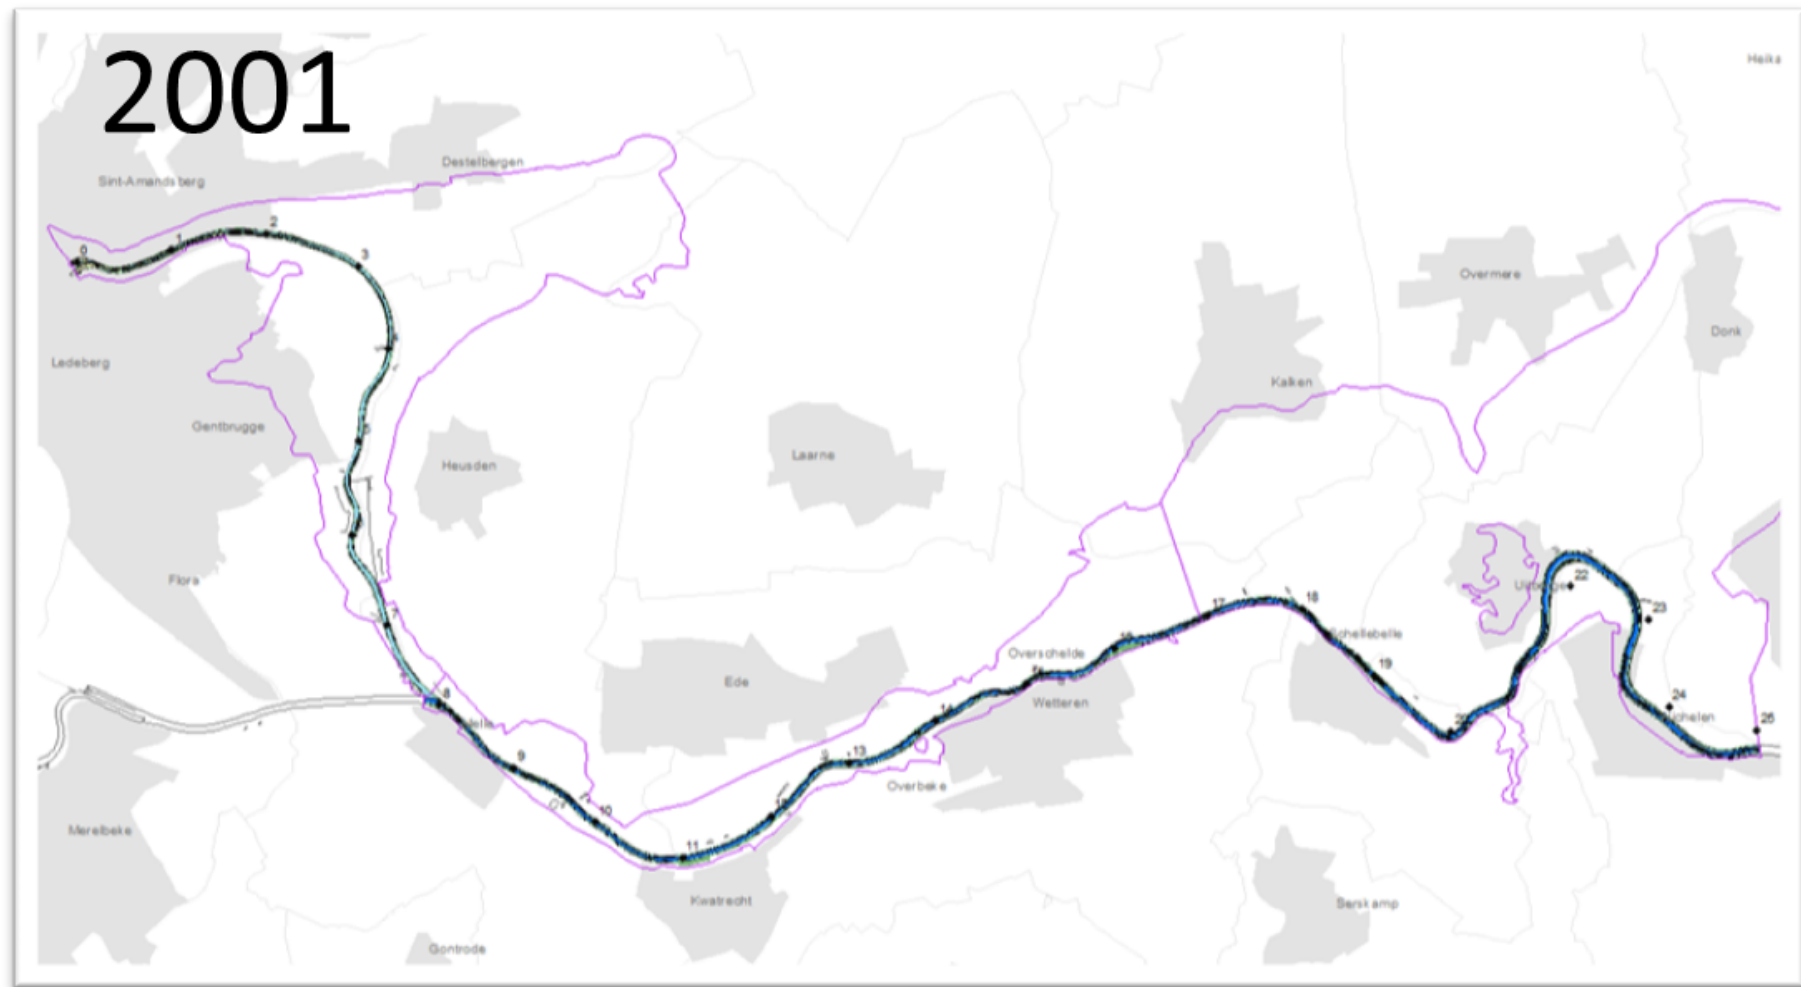 2001
Heika
Destelbergen
Sint-Amandsberg
2
1
0
3
Overmere
Donk
Ledeberg
Kalken
Gentbrugge
5
Laarne
Heusden
Flora
22
23
7
17
18
Schellebelle
Overschelde
19
Ede
8
Wetteren
24
14
25
13
9
Overbeke
10
Merelbeke
11
Kwatrecht
Serskamp
Gontrode